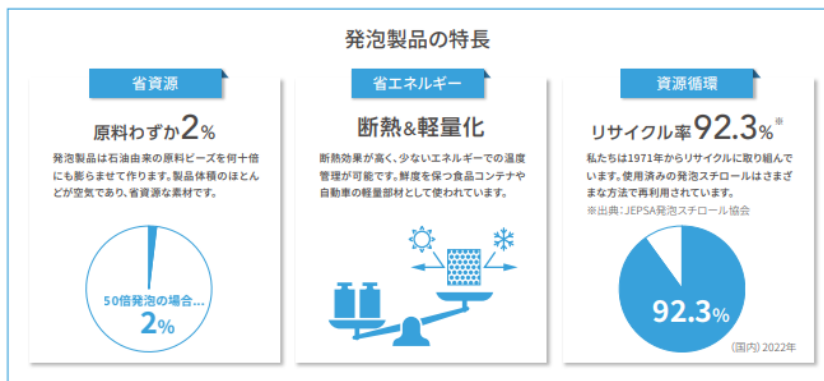 発泡製品の特長
省資源
原料わずか2%
発泡製品は石油由来の原料ビーズを何十倍
にも膨らませて作ります。製品体積のほとん
どが空気であり、省資源な素材です。
50倍発泡の場合...
2%
省エネルギー
断熱&軽量化
断熱効果が高く、少ないエネルギーでの温度
管理が可能です。鮮度を保つ食品コンテナや
自動車の軽量部材として使われています。
資源循環
リサイクル率92.3%※
私たちは1971年からリサイクルに取り組んで
います。使用済みの発泡スチロールはさまざ
まな方法で再利用されています。
※出典：JEPSA発泡スチロール協会
92.3%
（国内）2022年